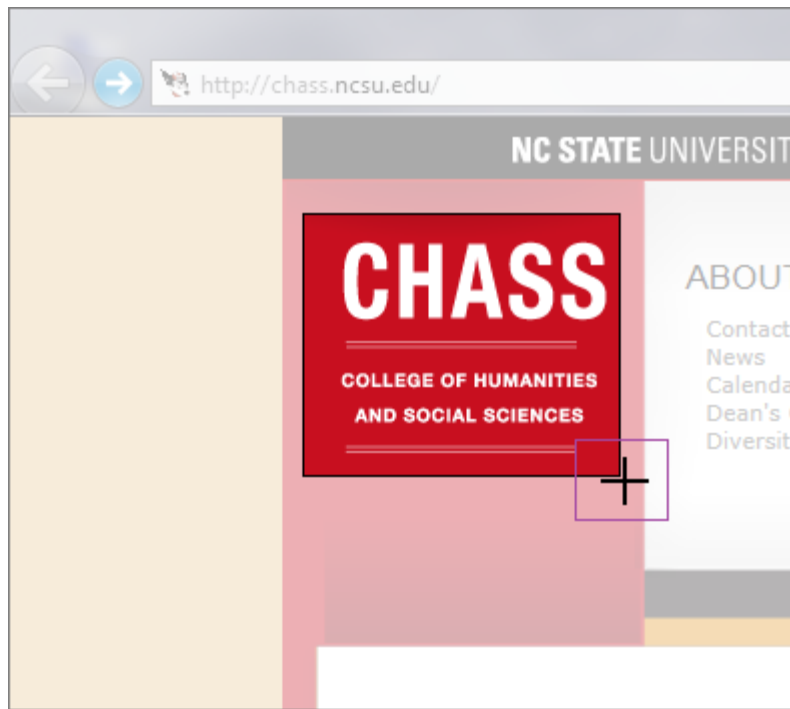 http://chass.ncsu.edu/
NC STATE UNIVERSIT
CHASS
COLLEGE OF HUMANITIES
AND SOCIAL SCIENCES
ABOUT
Contact
News
Calenda
Dean's
Diversit